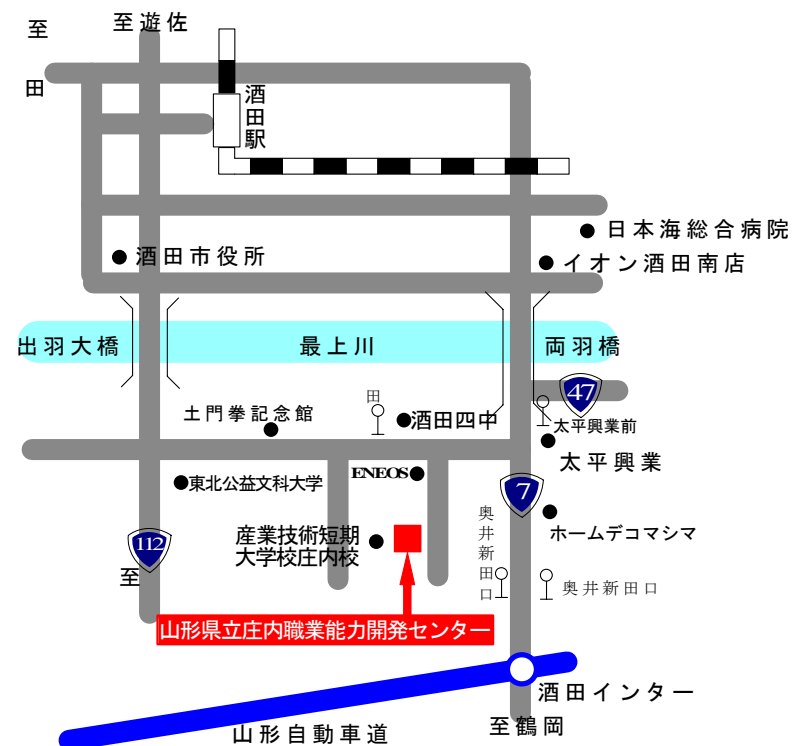 至
至遊佐
田
酒田駅
日本海総合病院
酒田市役所
イオン酒田南店
出羽大橋
最上川
両羽橋
47
田
土門拳記念館
酒田四中
太平興業前
太平興業
ENEOS
東北公益文科大学
7
奥井新田口
ホームデコマシマ
産業技術短期
大学校庄内校
112
至
奥井新田口
山形県立庄内職業能力開発センター
酒田インター
至鶴岡
山形自動車道